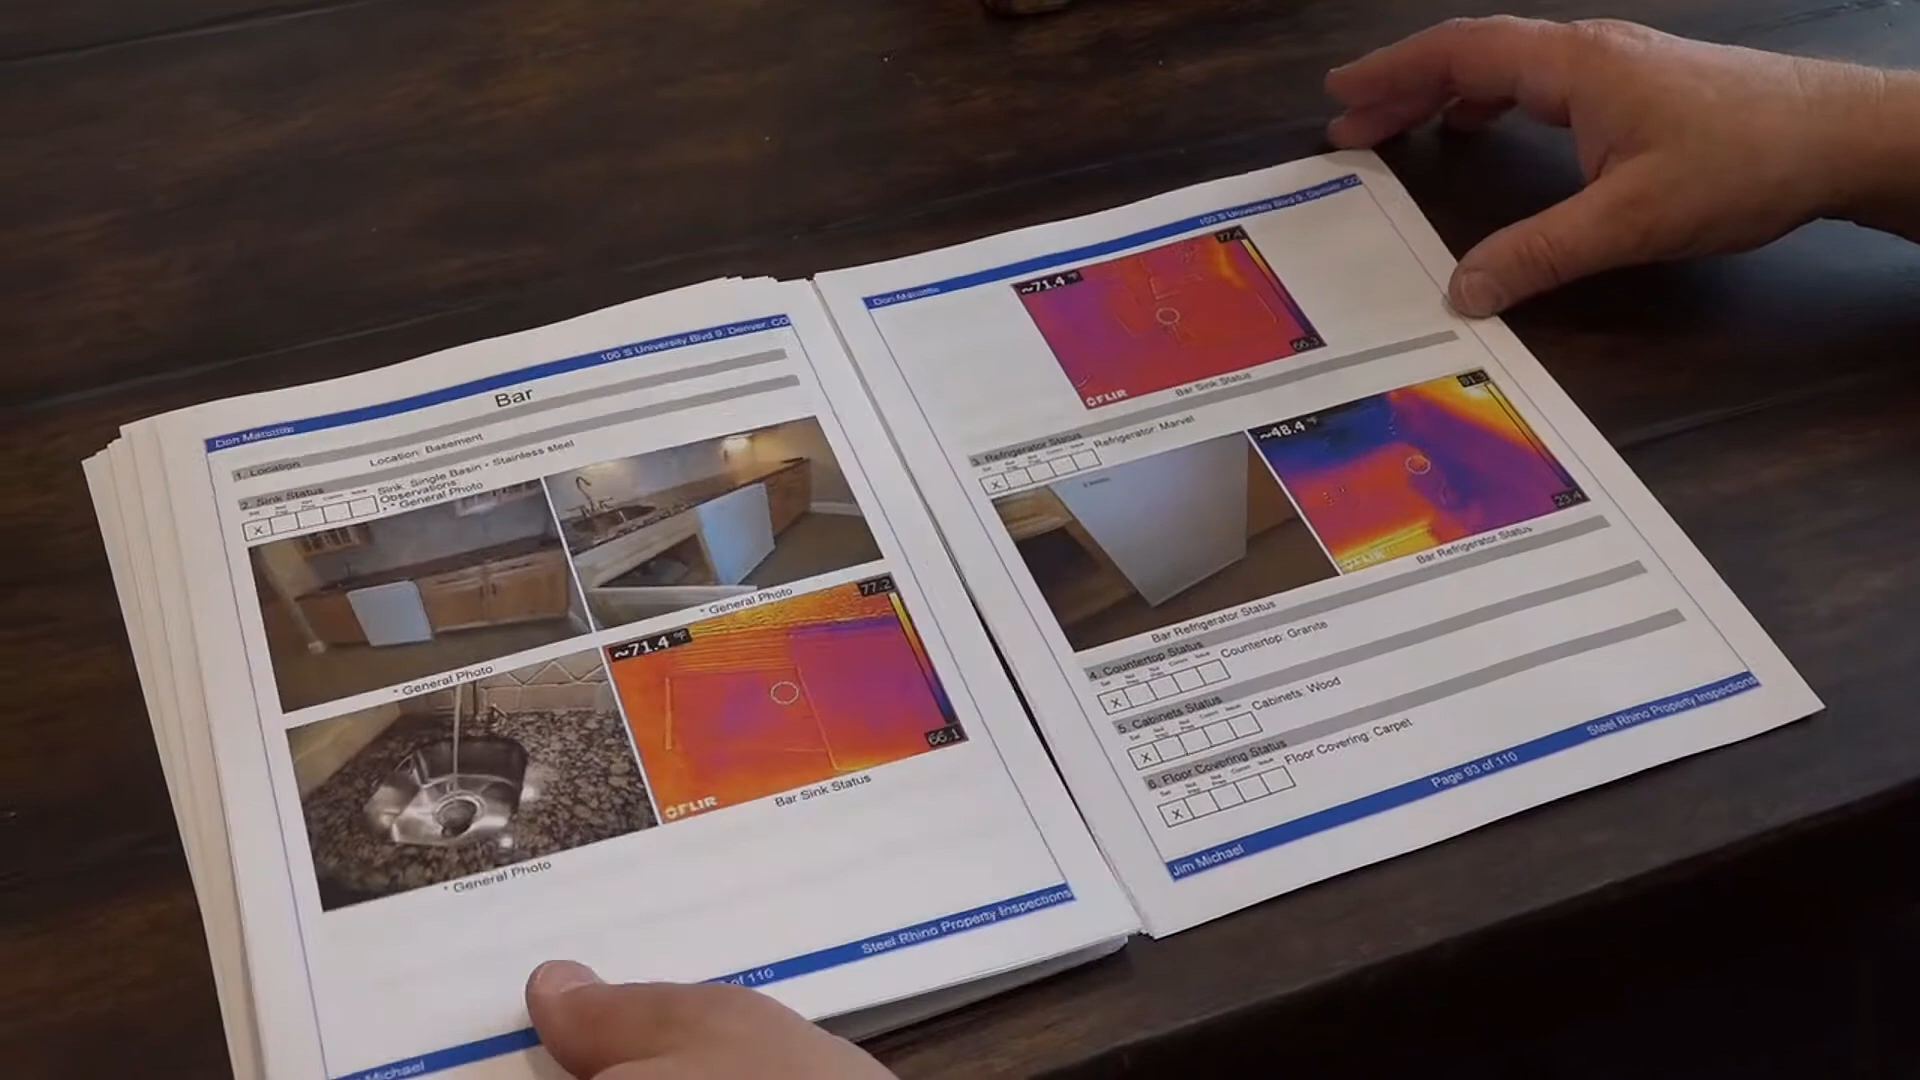 100 S University Blvd 9, Denver, CO
Bar
1. Location
Location: Basement
2. Sink Status
Sink: Single Basin - Stainless steel
Observations:
* General Photo
X
* General Photo
* General Photo
~71.4 °F
77.2
66.1
FLIR
Bar Sink Status
* General Photo
Steel Rhino Property Inspections
of 110
Michael
100 S University Blvd 9, Denver, CO
~71.4 °F
77.4
66.3
FLIR
Bar Sink Status
3. Refrigerator Status
Refrigerator: Marvel
X
~48.4 °F
23.4
FLIR
Bar Refrigerator Status
Bar Refrigerator Status
4. Countertop Status
Countertop: Granite
X
5. Cabinets Status
Cabinets: Wood
X
6. Floor Covering Status
Floor Covering: Carpet
X
Steel Rhino Property Inspections
Page 93 of 110
Jim Michael